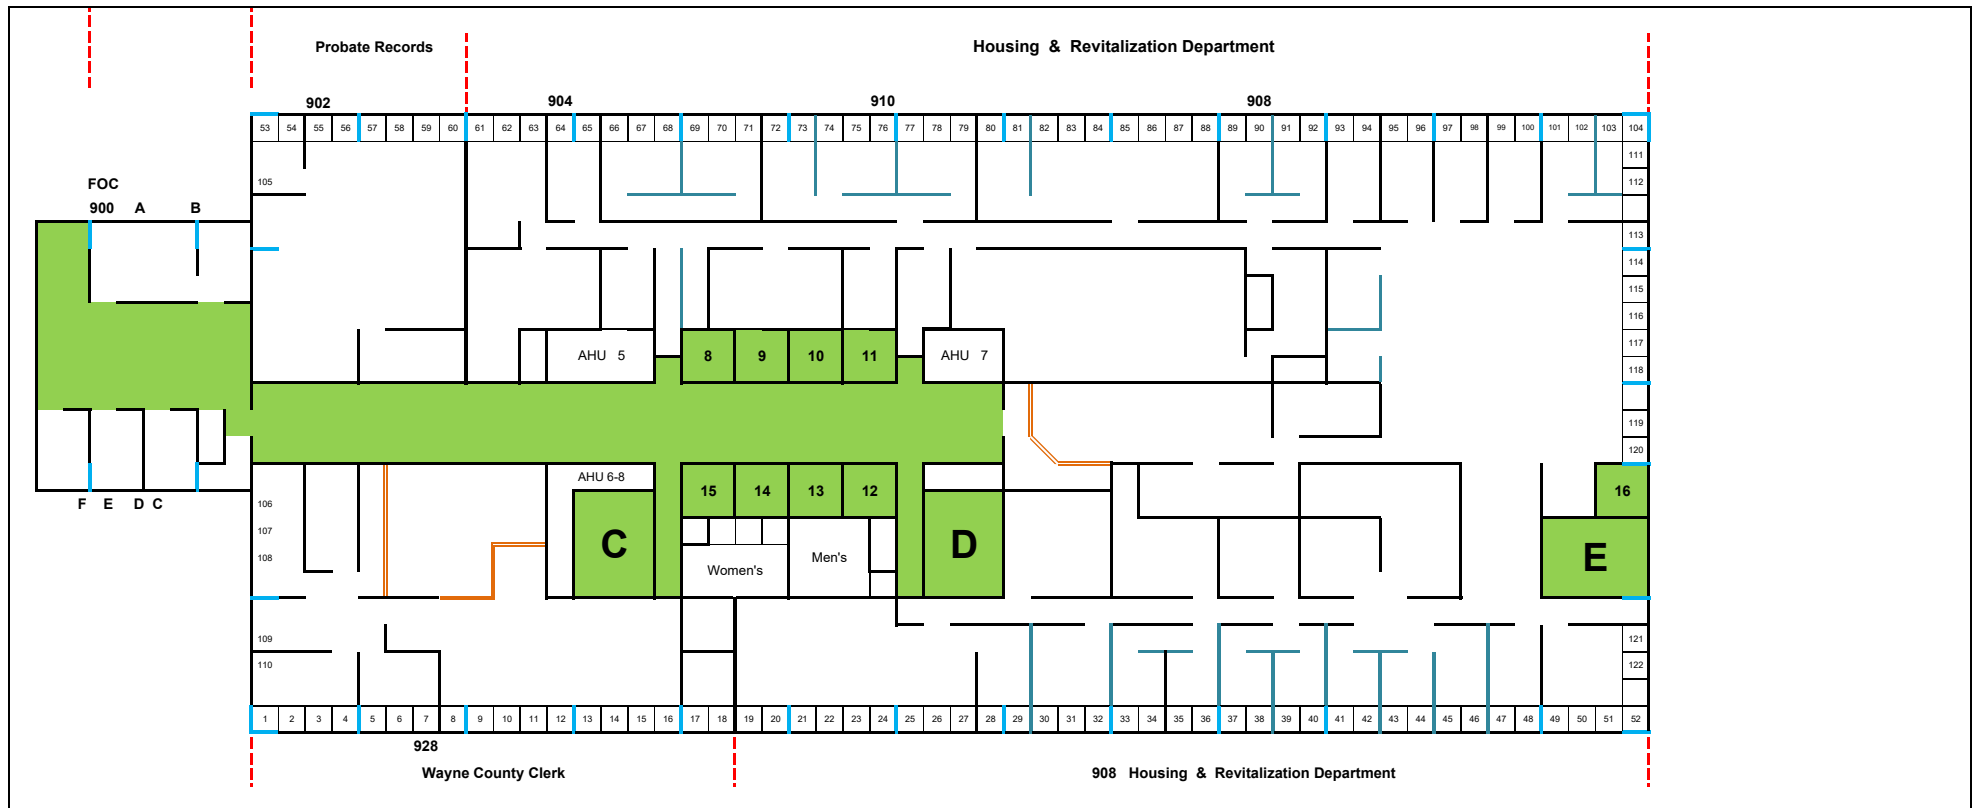 Probate Records
Housing & Revitalization Department
902 904 910 908
53 54 55 56 57 58 59 60 61 62 63 64 65 66 67 68 69 70 71 72 73 74 75 76 77 78 79 80 81 82 83 84 85 86 87 88 89 90 91 92 93 94 95 96 97 98 99 100 101 102 103 104
111
105 112
FOC
900 A B
113
114
115
116
117
AHU 5 8 9 10 11 AHU 7
118
119
120
AHU 6-8
15 14 13 12 16
F E D C
106
107
C D E
108
Men's
Women's
109 121
110 122
1 2 3 4 5 6 7 8 9 10 11 12 13 14 15 16 17 18 19 20 21 22 23 24 25 26 27 28 29 30 31 32 33 34 35 36 37 38 39 40 41 42 43 44 45 46 47 48 49 50 51 52
928
Wayne County Clerk
908 Housing & Revitalization Department